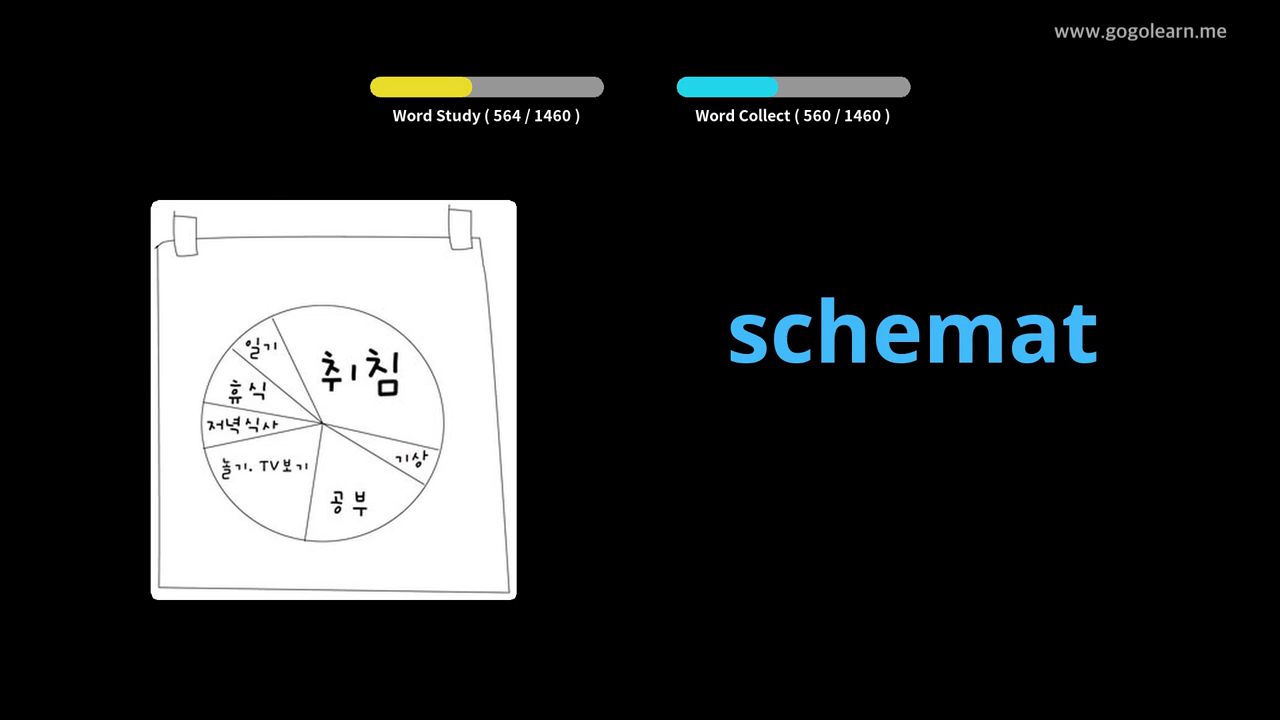 www.gogolearn.me
Word Study ( 564 / 1460 )
Word Collect ( 560 / 1460 )
일기
취침
휴식
저녁식사
놀기. TV보기
기상
공부
schemat